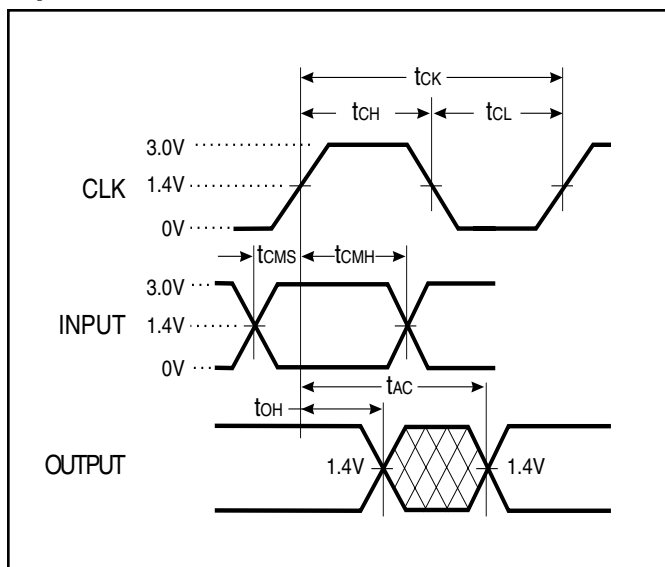 tCK
tCH tCL
3.0V
CLK 1.4V
0V
tCMS tCMH
3.0V
INPUT 1.4V
0V
tAC
tOH
OUTPUT 1.4V 1.4V